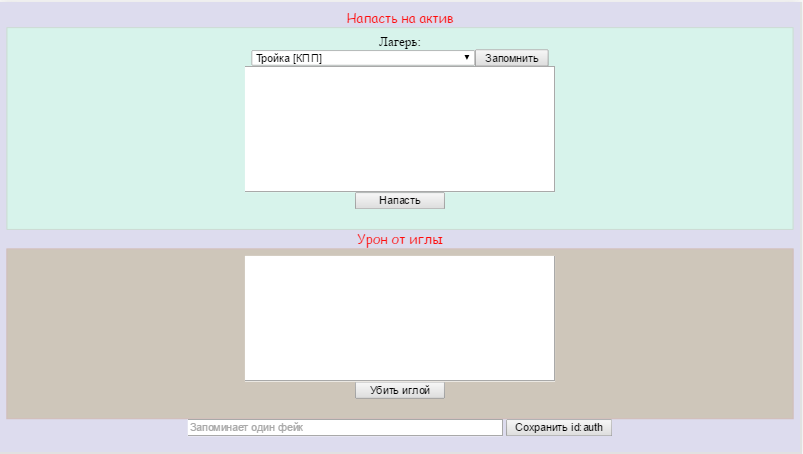 Напасть на актив
Лагерь:
Тройка [КПП]
Запомнить
Напасть
Урон от иглы
Убить иглой
Запоминает один фейк
Сохранить id:auth